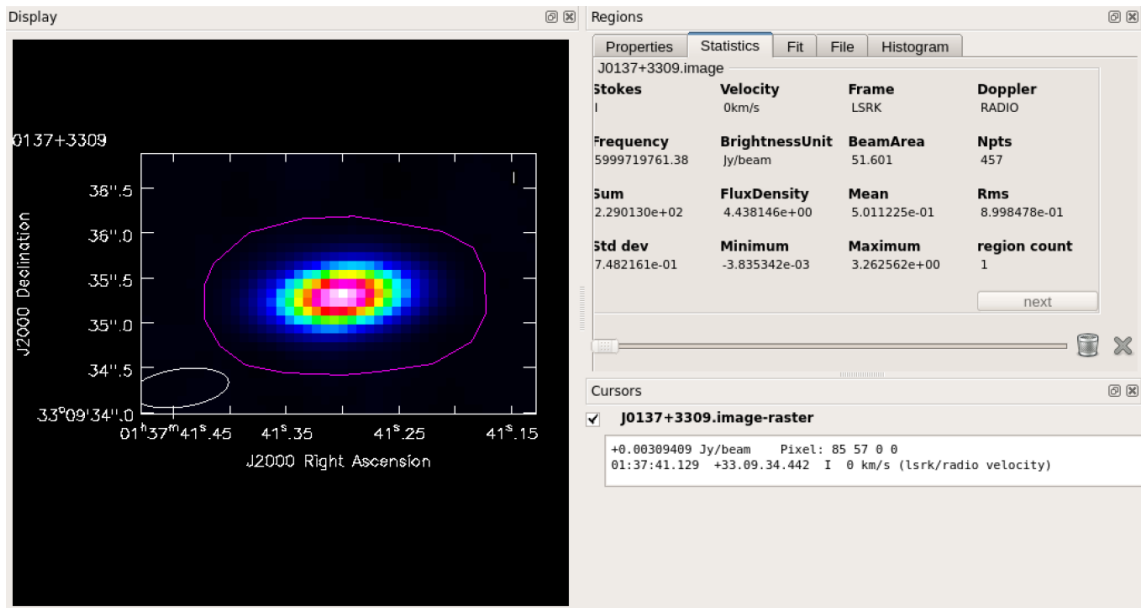 Display
0137+3309
36".5
36".0
35".5
35".0
34".5
33°09'34".0
J2000 Declination
01ʰ37ᵐ41ˢ.45 41ˢ.35 41ˢ.25 41ˢ.15
J2000 Right Ascension
Regions
Properties Statistics Fit File Histogram
J0137+3309.image
Stokes Velocity Frame Doppler
I 0km/s LSRK RADIO
Frequency BrightnessUnit BeamArea Npts
5999719761.38 Jy/beam 51.601 457
Sum FluxDensity Mean Rms
2.290130e+02 4.438146e+00 5.011225e-01 8.998478e-01
Std dev Minimum Maximum region count
7.482161e-01 -3.835342e-03 3.262562e+00 1
next
Cursors
J0137+3309.image-raster
+0.00309409 Jy/beam Pixel: 85 57 0 0
01:37:41.129 +33.09.34.442 I 0 km/s (lsrk/radio velocity)